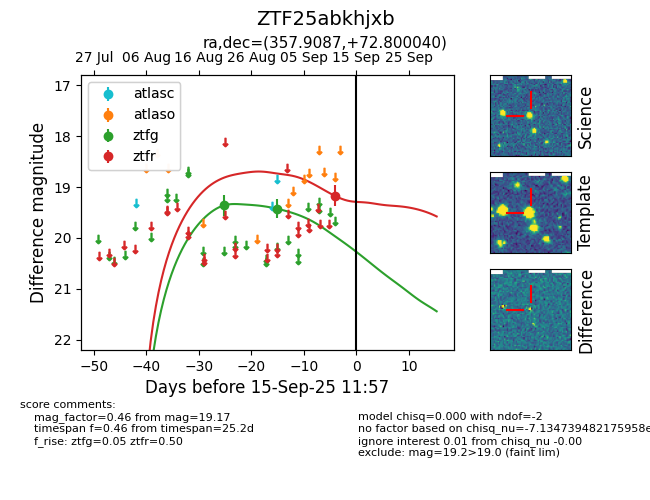 ZTF25abkhjxb
ra,dec=(357.9087,+72.800040)
27 Jul 06 Aug 16 Aug 26 Aug 05 Sep 15 Sep 25 Sep
atlasc
atlaso
ztfg
ztfr
17
18
19
20
21
22
Difference magnitude
−50 −40 −30 −20 −10 0 10
Days before 15-Sep-25 11:57
Science
Template
Difference
score comments:
mag_factor=0.46 from mag=19.17
timespan f=0.46 from timespan=25.2d
f_rise: ztfg=0.05 ztfr=0.50
model chisq=0.000 with ndof=-2
no factor based on chisq_nu=-7.134739482175958e
ignore interest 0.01 from chisq_nu -0.00
exclude: mag=19.2>19.0 (faint lim)